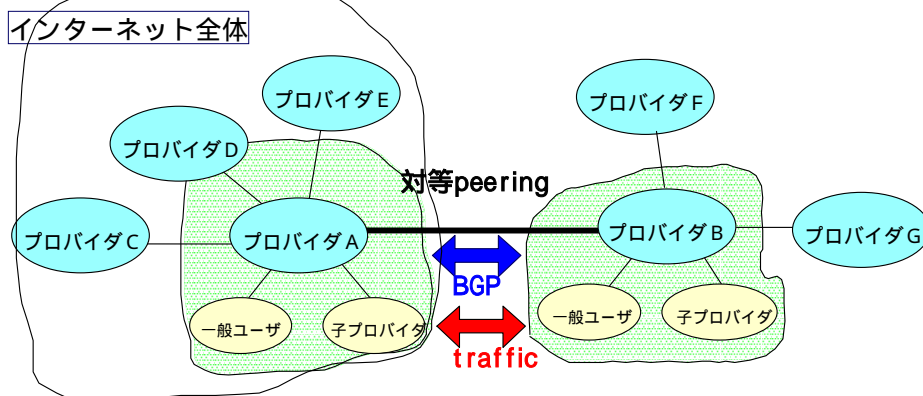 インターネット全体
プロバイダE
プロバイダF
プロバイダD
対等peering
プロバイダC
プロバイダA
プロバイダB
プロバイダG
BGP
一般ユーザ
子プロバイダ
一般ユーザ
子プロバイダ
traffic